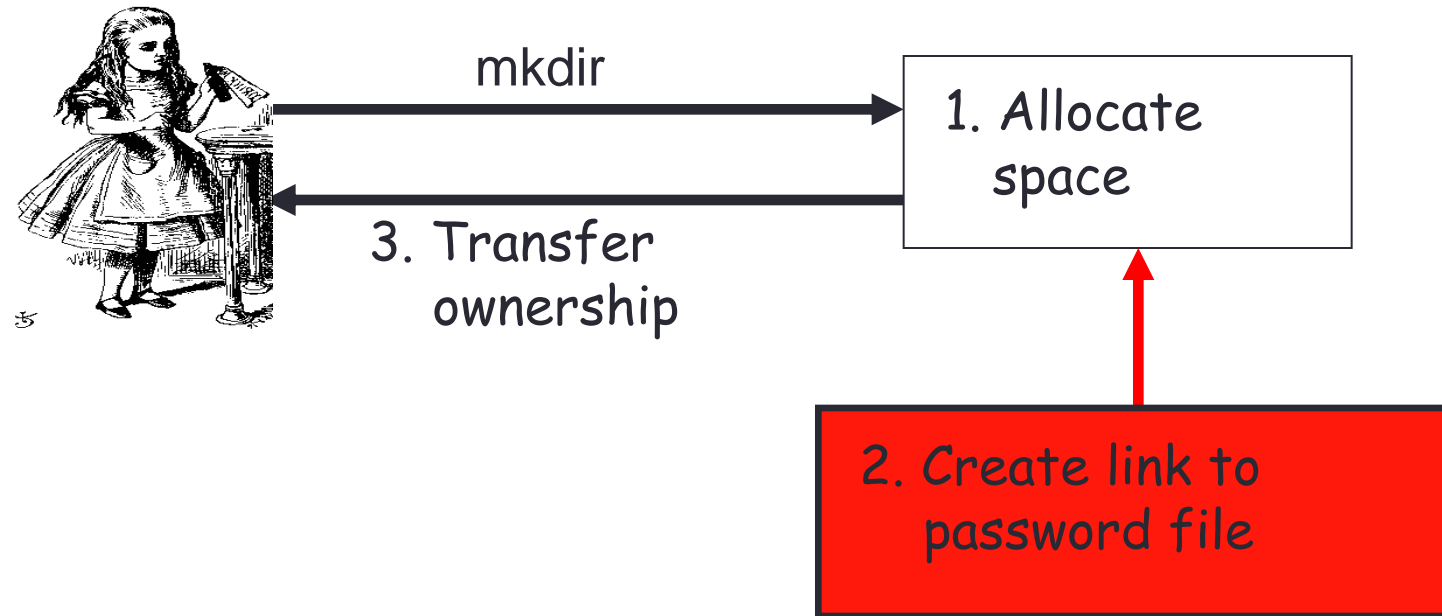 mkdir
1. Allocate
space
3. Transfer
ownership
2. Create link to
password file